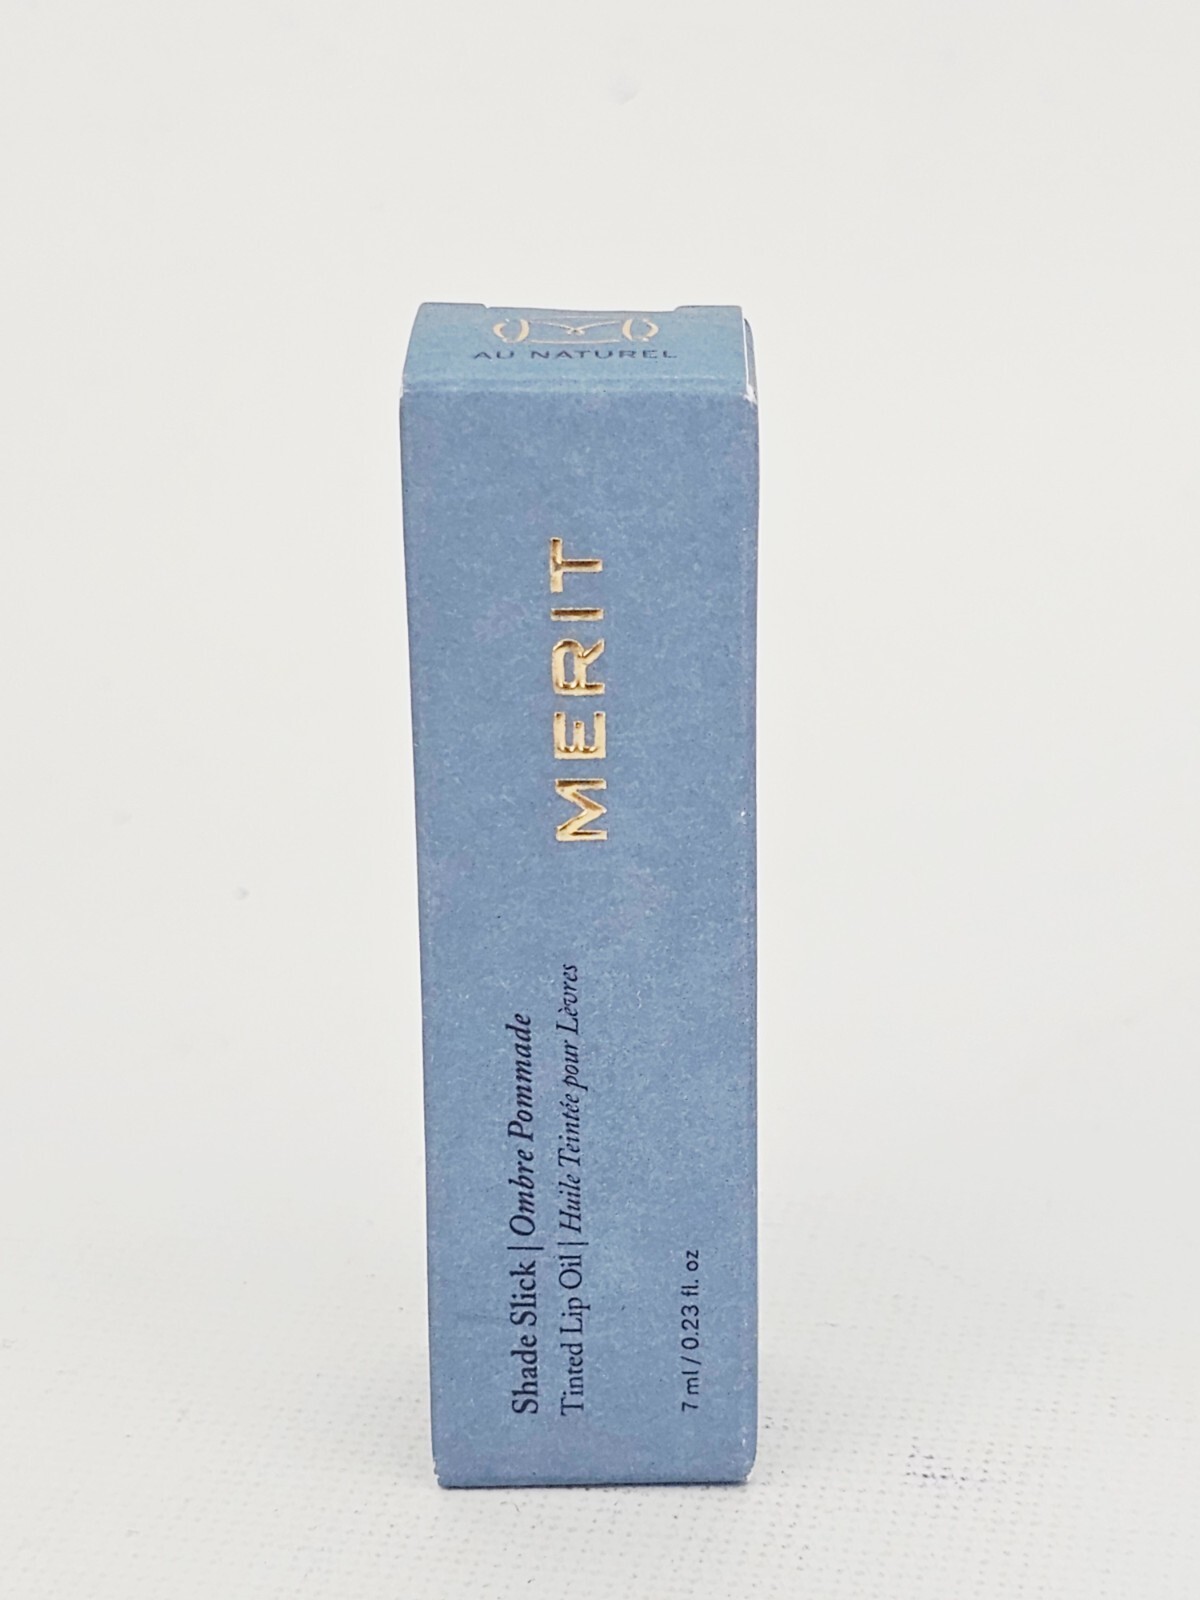 AU NATUREL
MERIT
Shade Slick | Ombre Pommade
Tinted Lip Oil | Huile Teintée pour Lèvres
7 ml / 0.23 fl. oz